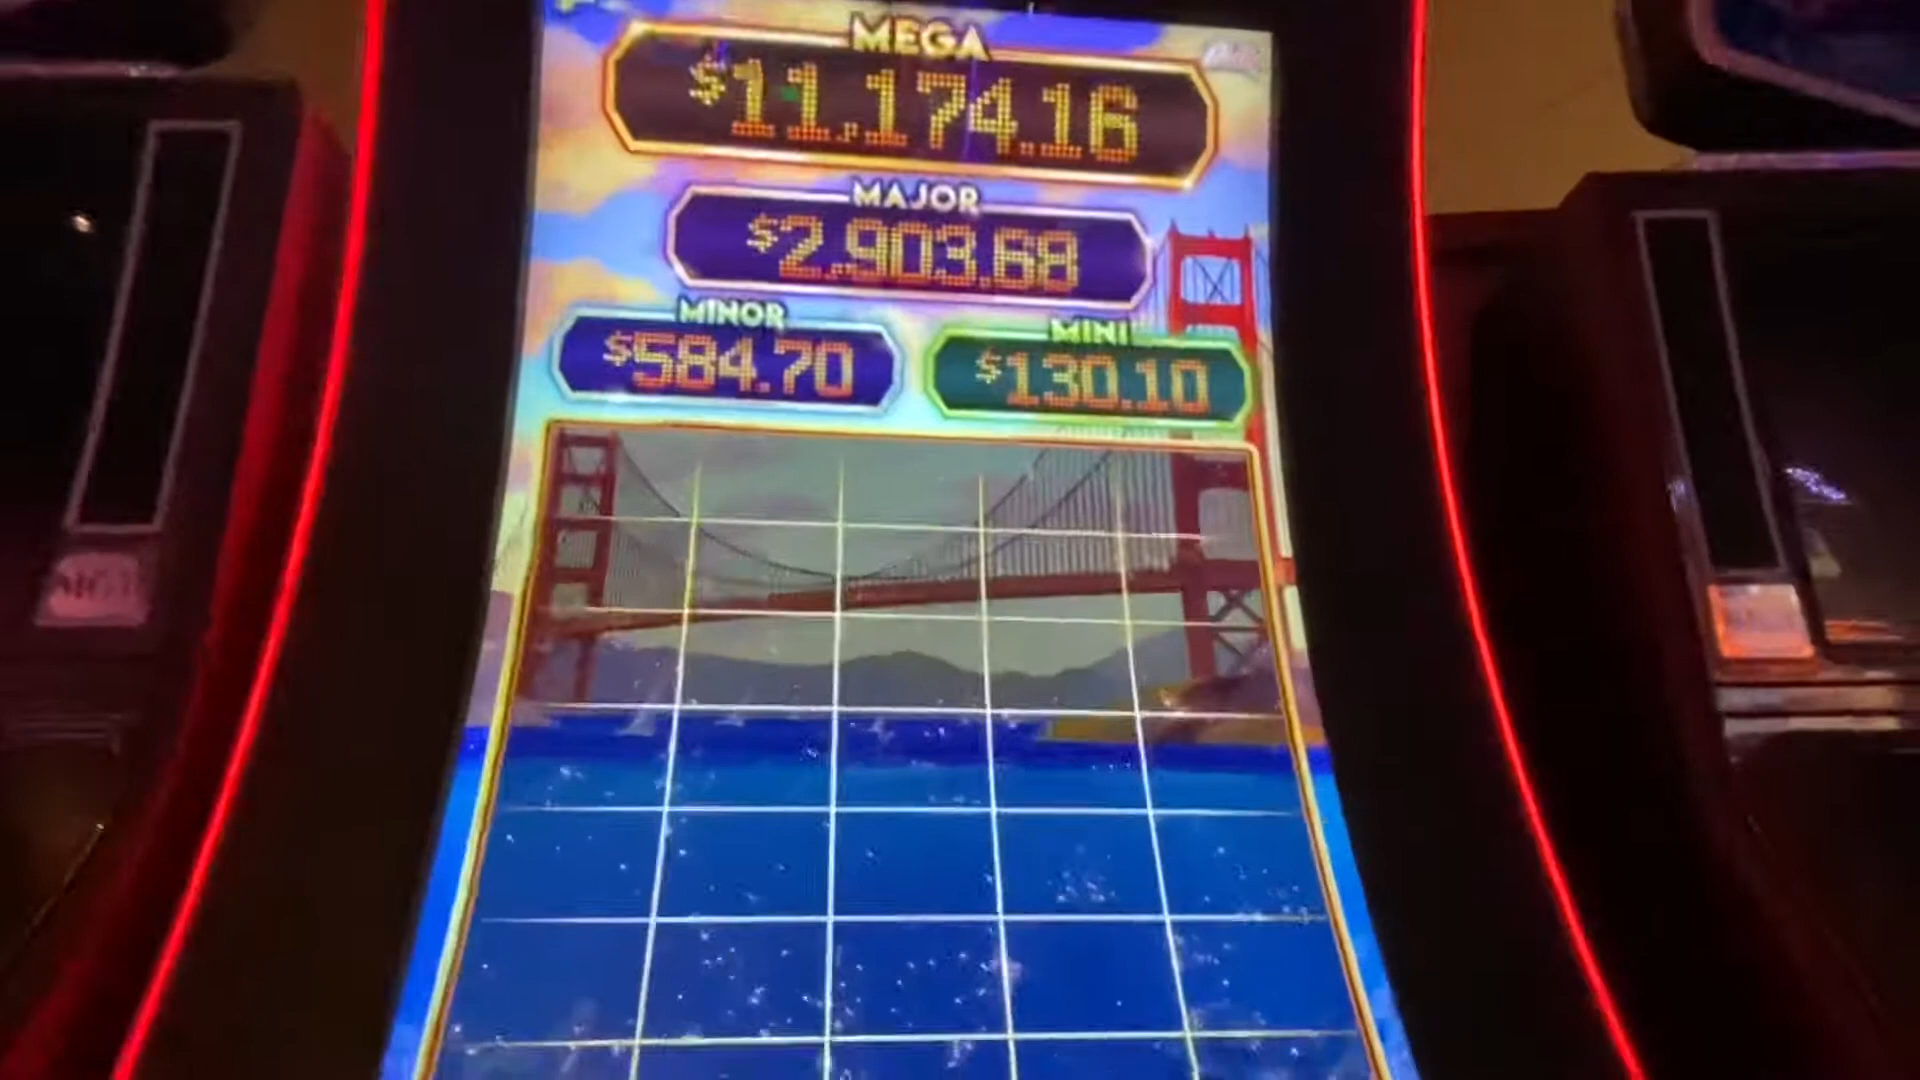 MEGA
$11,174.16
MAJOR
$2,903.68
MINOR
$584.70
MINI
$130.10